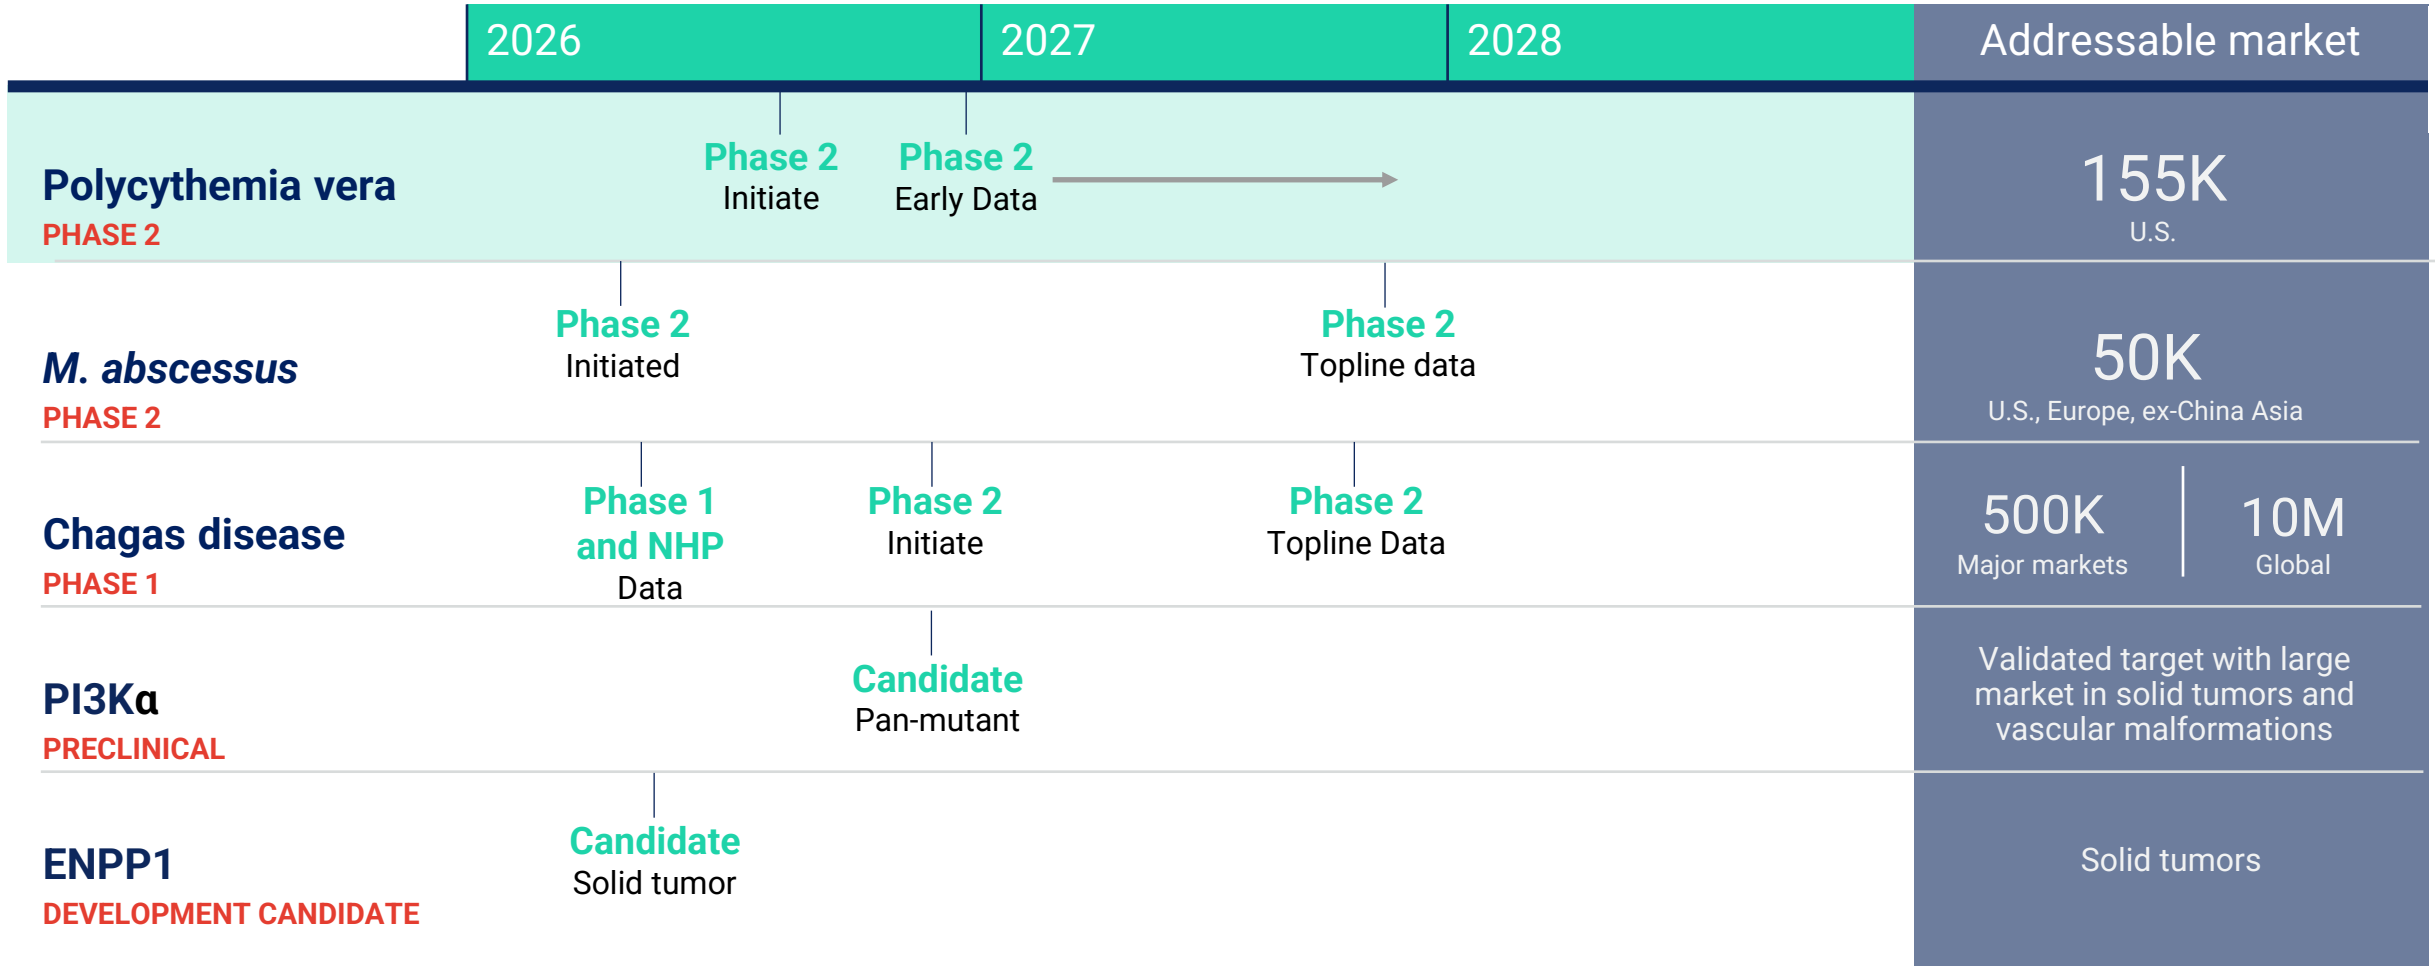 2026
2027
2028
Addressable market
Polycythemia vera
PHASE 2
Phase 2
Initiate
Phase 2
Early Data
155K
U.S.
M. abscessus
PHASE 2
Phase 2
Initiated
Phase 2
Topline data
50K
U.S., Europe, ex-China Asia
Chagas disease
PHASE 1
Phase 1
and NHP
Data
Phase 2
Initiate
Phase 2
Topline Data
500K
Major markets
10M
Global
PI3Kα
PRECLINICAL
Candidate
Pan-mutant
Validated target with large
market in solid tumors and
vascular malformations
ENPP1
DEVELOPMENT CANDIDATE
Candidate
Solid tumor
Solid tumors